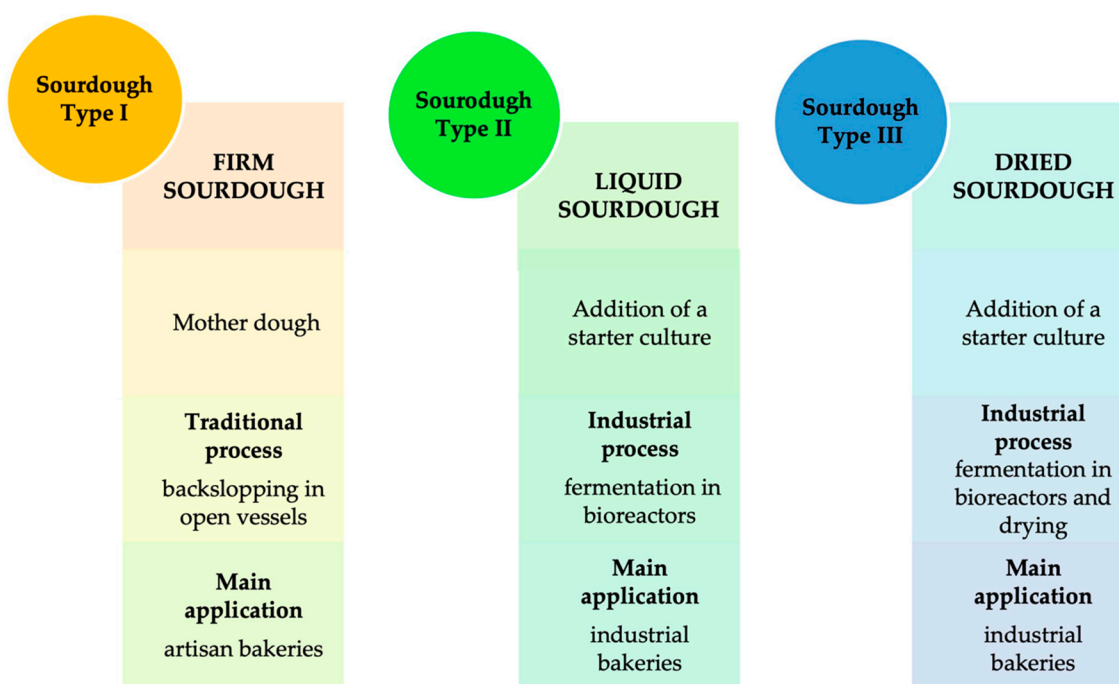 Sourdough
Type I
FIRM
SOURDOUGH
Mother dough
Traditional
process
backslopping in
open vessels
Main
application
artisan bakeries
Sourodugh
Type II
LIQUID
SOURDOUGH
Addition of a
starter culture
Industrial
process
fermentation in
bioreactors
Main
application
industrial
bakeries
Sourdough
Type III
DRIED
SOURDOUGH
Addition of a
starter culture
Industrial
process
fermentation in
bioreactors and
drying
Main
application
industrial
bakeries